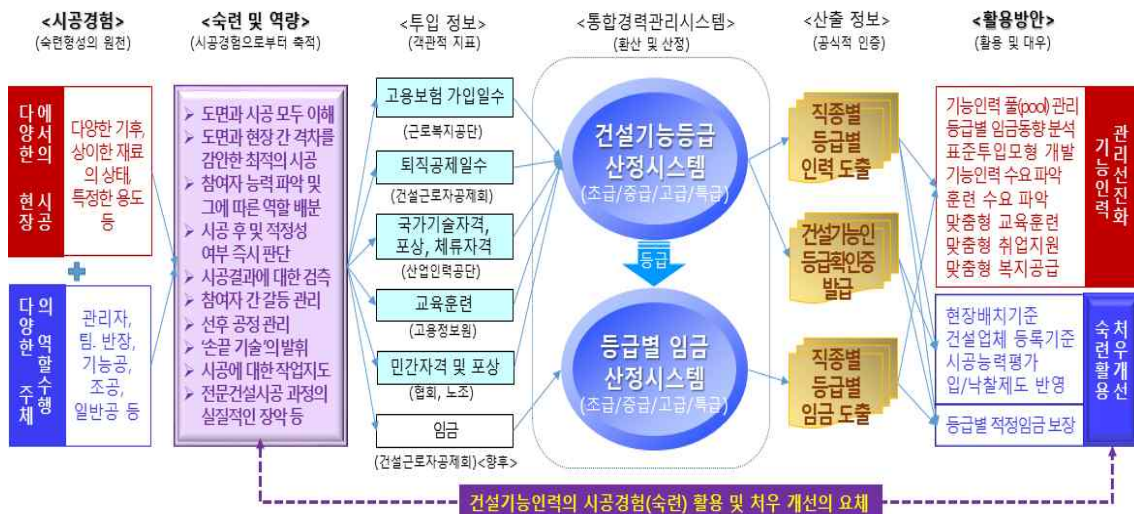 <시공경험>
(숙련형성의 원전)
다양한 현장
에서의 시공
다양한 기후,
상이한 재료
의 상태,
특정한 용도
등
다양한 주체
의 역할수행
관리자,
팀. 반장,
기능공,
조공,
일반공 등
<숙련 및 역량>
(시공경험으로부터 축적)
➢ 도면과 시공 모두 이해
➢ 도면과 현장 간 격차를
감안한 최적의 시공
➢ 참여자 능력 파악 및
그에 따른 역할 배분
➢ 시공 후 및 적정성
여부 즉시 판단
➢ 시공결과에 대한 검측
➢ 참여자 간 갈등 관리
➢ 선후 공정 관리
➢ '손끝 기술'의 발휘
➢ 시공에 대한 작업지도
➢ 전문건설시공 과정의
실질적인 장악 등
<투입 정보>
(객관적 지표)
고용보험 가입일수
(근로복지공단)
퇴직공제일수
(건설근로자공제회)
국가기술자격,
포상, 체류자격
(산업인력공단)
교육훈련
(고용정보원)
민간자격 및 포상
(협회, 노조)
임금
(건설근로자공제회)<향후>
<통합경력관리시스템>
(환산 및 산정)
건설기능등급
산정시스템
(초급/중급/고급/특급)
등급
등급별 임금
산정시스템
(초급/중급/고급/특급)
<산출 정보>
(공식적 인증)
직종별
등급별
인력 도출
건설기능인
등급확인증
발급
직종별
등급별
임금 도출
<활용방안>
(활용 및 대우)
기능인력 풀(pool) 관리
등급별 임금동향 분석
표준투입모형 개발
기능인력 수요 파악
훈련 수요 파악
맞춤형 교육훈련
맞춤형 취업지원
맞춤형 복지공급
기능인력
관리선진화
현장배치기준
건설업체 등록기준
시공능력평가
입/낙찰제도 반영
등급별 적정임금 보장
숙련활용
처우개선
건설기능인력의 시공경험(숙련) 활용 및 처우 개선의 요체